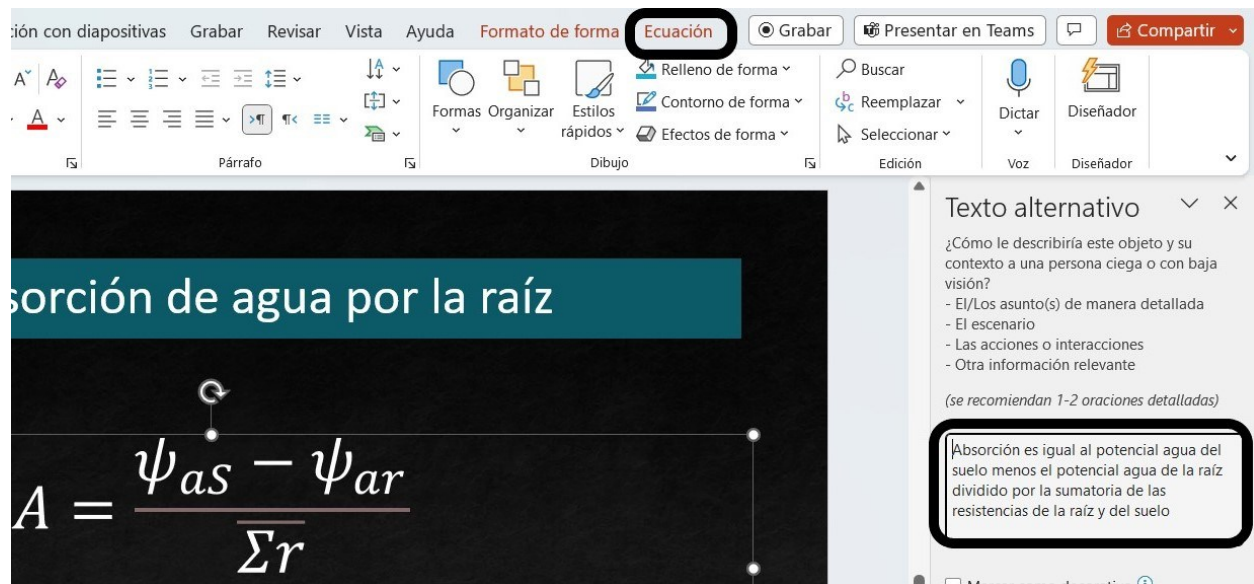 ción con diapositivas Grabar Revisar Vista Ayuda Formato de forma Ecuación Grabar Presentar en Teams Compartir
Formas Organizar Estilos rápidos
Relleno de forma
Contorno de forma
Efectos de forma
Buscar
Reemplazar
Seleccionar
Dictar Diseñador
Párrafo Dibujo Edición Voz Diseñador
sorción de agua por la raíz
A = (ψaS − ψar) / Σr
Texto alternativo
¿Cómo le describiría este objeto y su
contexto a una persona ciega o con baja
visión?
- El/Los asunto(s) de manera detallada
- El escenario
- Las acciones o interacciones
- Otra información relevante
(se recomiendan 1-2 oraciones detalladas)
Absorción es igual al potencial agua del
suelo menos el potencial agua de la raíz
dividido por la sumatoria de las
resistencias de la raíz y del suelo